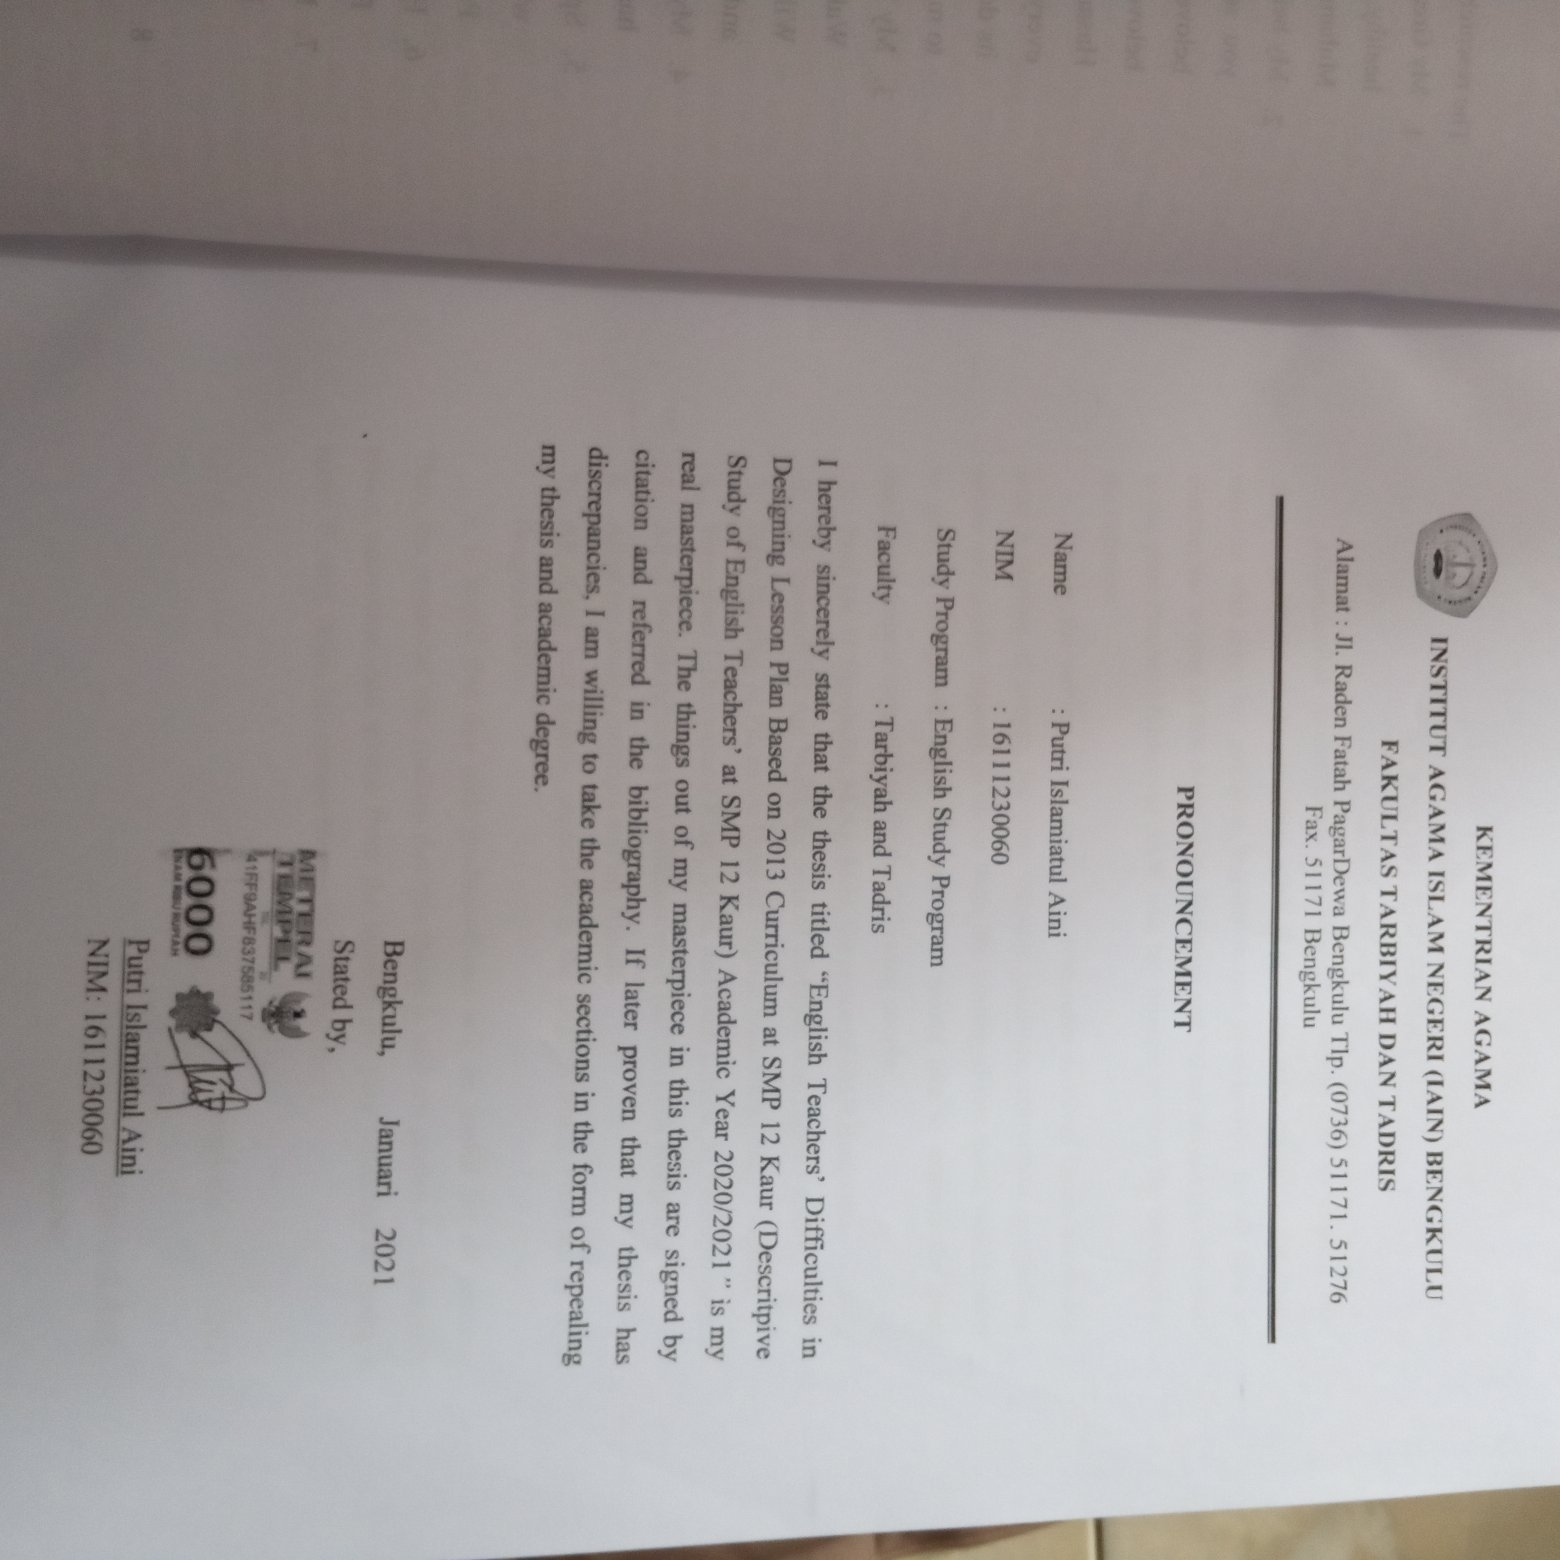 KEMENTRIAN AGAMA
INSTITUT AGAMA ISLAM NEGERI (IAIN) BENGKULU
FAKULTAS TARBIYAH DAN TADRIS
Alamat : Jl. Raden Fatah PagarDewa Bengkulu Tlp. (0736) 51171. 51276
Fax. 51171 Bengkulu
PRONOUNCEMENT
Name : Putri Islamiatul Aini
NIM : 1611230060
Study Program : English Study Program
Faculty : Tarbiyah and Tadris
I hereby sincerely state that the thesis titled “English Teachers’ Difficulties in
Designing Lesson Plan Based on 2013 Curriculum at SMP 12 Kaur (Descritpive
Study of English Teachers’ at SMP 12 Kaur) Academic Year 2020/2021 ” is my
real masterpiece. The things out of my masterpiece in this thesis are signed by
citation and referred in the bibliography. If later proven that my thesis has
discrepancies, I am willing to take the academic sections in the form of repealing
my thesis and academic degree.
Bengkulu, Januari 2021
Stated by,
METERAI
TEMPEL
6000
ENAM RIBU RUPIAH
Putri Islamiatul Aini
NIM: 1611230060